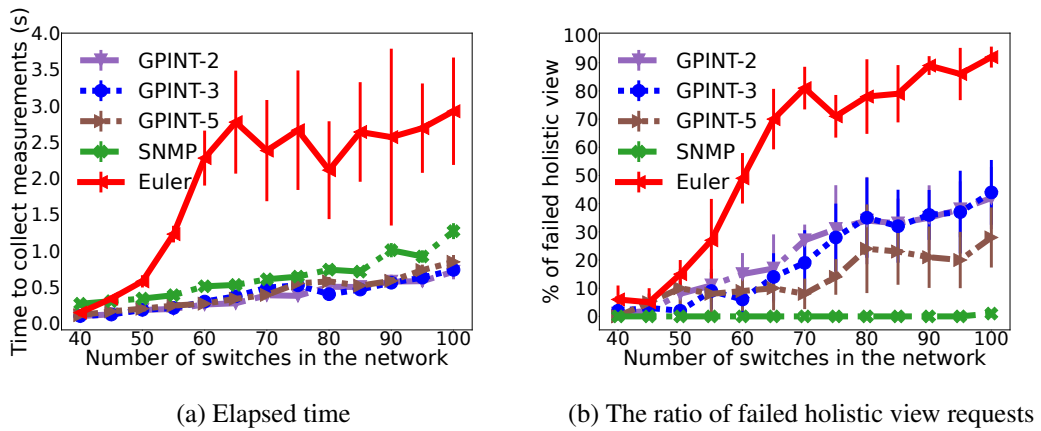 Time to collect measurements (s)
4.0
3.5
3.0
2.5
2.0
1.5
1.0
0.5
0.0
GPINT-2
GPINT-3
GPINT-5
SNMP
Euler
40 50 60 70 80 90 100
Number of switches in the network
(a) Elapsed time
% of failed holistic view
100
90
80
70
60
50
40
30
20
10
0
GPINT-2
GPINT-3
GPINT-5
SNMP
Euler
40 50 60 70 80 90 100
Number of switches in the network
(b) The ratio of failed holistic view requests